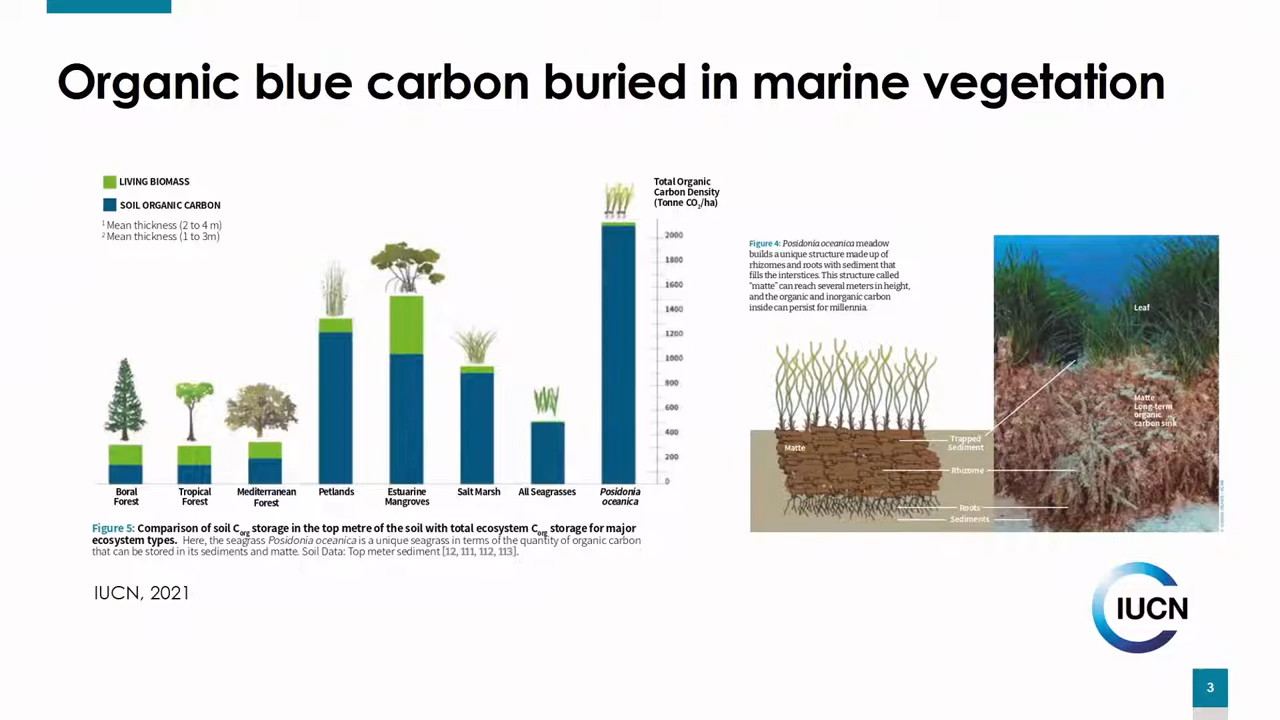 Organic blue carbon buried in marine vegetation
LIVING BIOMASS
SOIL ORGANIC CARBON
¹ Mean thickness (2 to 4 m)
² Mean thickness (1 to 3m)
Total Organic
Carbon Density
(Tonne CO₂/ha)
2000
1800
1600
1400
1200
1000
800
600
400
200
0
Boral
Forest
Tropical
Forest
Mediterranean
Forest
Petlands
Estuarine
Mangroves
Salt Marsh
All Seagrasses
Posidonia
oceanica
Figure 5: Comparison of soil Corg storage in the top metre of the soil with total ecosystem Corg storage for major
ecosystem types. Here, the seagrass Posidonia oceanica is a unique seagrass in terms of the quantity of organic carbon
that can be stored in its sediments and matte. Soil Data: Top meter sediment [12, 111, 112, 113].
IUCN, 2021
Figure 4: Posidonia oceanica meadow
builds a unique structure made up of
rhizomes and roots with sediment that
fills the interstices. This structure called
"matte" can reach several meters in height,
and the organic and inorganic carbon
inside can persist for millennia.
Leaf
Matte
Long-term
organic
carbon sink
Matte
Trapped
Sediment
Rhizome
Roots
Sediments
IUCN
3